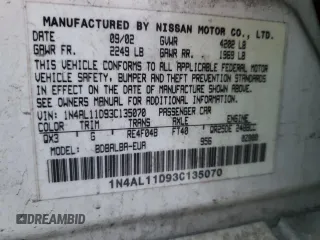 MANUFACTURED BY NISSAN MOTOR CO., LTD.
DATE 09/02 GVWR 4202 LB
GAWR FR. 2249 LB GAWR RR. 1969 LB
THIS VEHICLE CONFORMS TO ALL APPLICABLE FEDERAL MOTOR
VEHICLE SAFETY, BUMPER AND THEFT PREVENTION STANDARDS
IN EFFECT ON THE DATE OF MANUFACTURE SHOWN ABOVE.
SEE OWNERS MANUAL FOR ADDITIONAL INFORMATION
VIN: 1N4AL11D93C135070 PASSENGER CAR
COLOR TRIM TRANS AXLE ENGINE
QX3 G RE4F04B FT40 QR25DE 2488CC
MODEL: BDBALBA-EUA 956
1N4AL11D93C135070
AUTOBIDMASTER